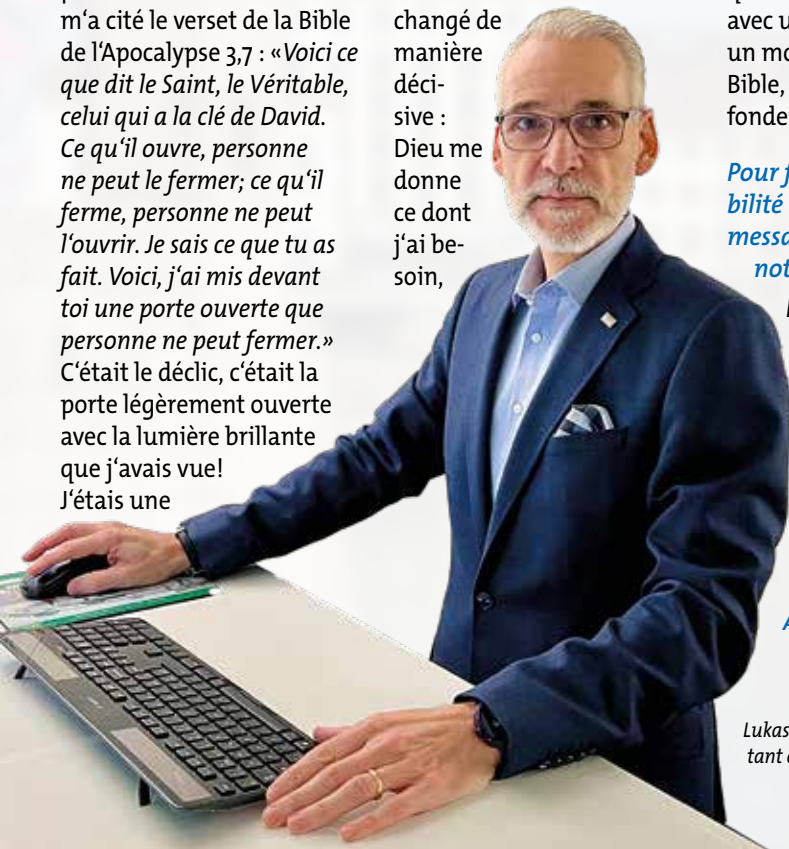 m‘a cité le verset de la Bible
de l‘Apocalypse 3,7 : «Voici ce
que dit le Saint, le Véritable,
celui qui a la clé de David.
Ce qu‘il ouvre, personne
ne peut le fermer; ce qu‘il
ferme, personne ne peut
l‘ouvrir. Je sais ce que tu as
fait. Voici, j‘ai mis devant
toi une porte ouverte que
personne ne peut fermer.»
C‘était le déclic, c‘était la
porte légèrement ouverte
avec la lumière brillante
que j‘avais vue!
J‘étais une
changé de
manière
déci-
sive :
Dieu me
donne
ce dont
j‘ai be-
soin,
avec u
un mo
Bible,
fonde
Pour f
bilité
messa
not
A
Lukas
tant